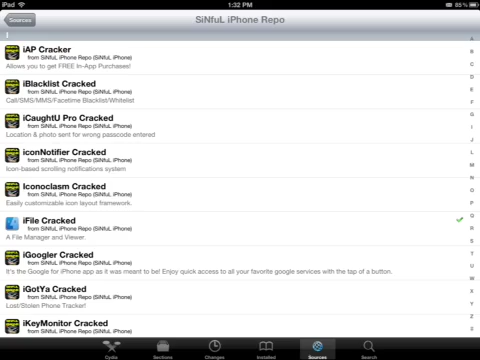 iPad 1:32 PM 85%
Sources SiNfuL iPhone Repo
I
iAP Cracker
from SiNfuL iPhone Repo (SiNfuL iPhone)
Allows you to get FREE In-App Purchases!
iBlacklist Cracked
from SiNfuL iPhone Repo (SiNfuL iPhone)
Call/SMS/MMS/Facetime Blacklist/Whitelist
iCaughtU Pro Cracked
from SiNfuL iPhone Repo (SiNfuL iPhone)
Location & photo sent for wrong passcode entered
iconNotifier Cracked
from SiNfuL iPhone Repo (SiNfuL iPhone)
Icon-based scrolling notifications system
Iconoclasm Cracked
from SiNfuL iPhone Repo (SiNfuL iPhone)
Easily customizable icon layout framework.
iFile Cracked
from SiNfuL iPhone Repo (SiNfuL iPhone)
A File Manager and Viewer.
iGoogler Cracked
from SiNfuL iPhone Repo (SiNfuL iPhone)
It's the Google for iPhone app as it was meant to be! Enjoy quick access to all your favorite google services with the tap of a button.
iGotYa Cracked
from SiNfuL iPhone Repo (SiNfuL iPhone)
Lost/Stolen Phone Tracker!
iKeyMonitor Cracked
from SiNfuL iPhone Repo (SiNfuL iPhone)
A
B
C
D
E
F
G
I
J
L
M
N
O
P
Q
R
S
T
U
V
W
X
Z
Cydia Sections Changes Installed Sources Search